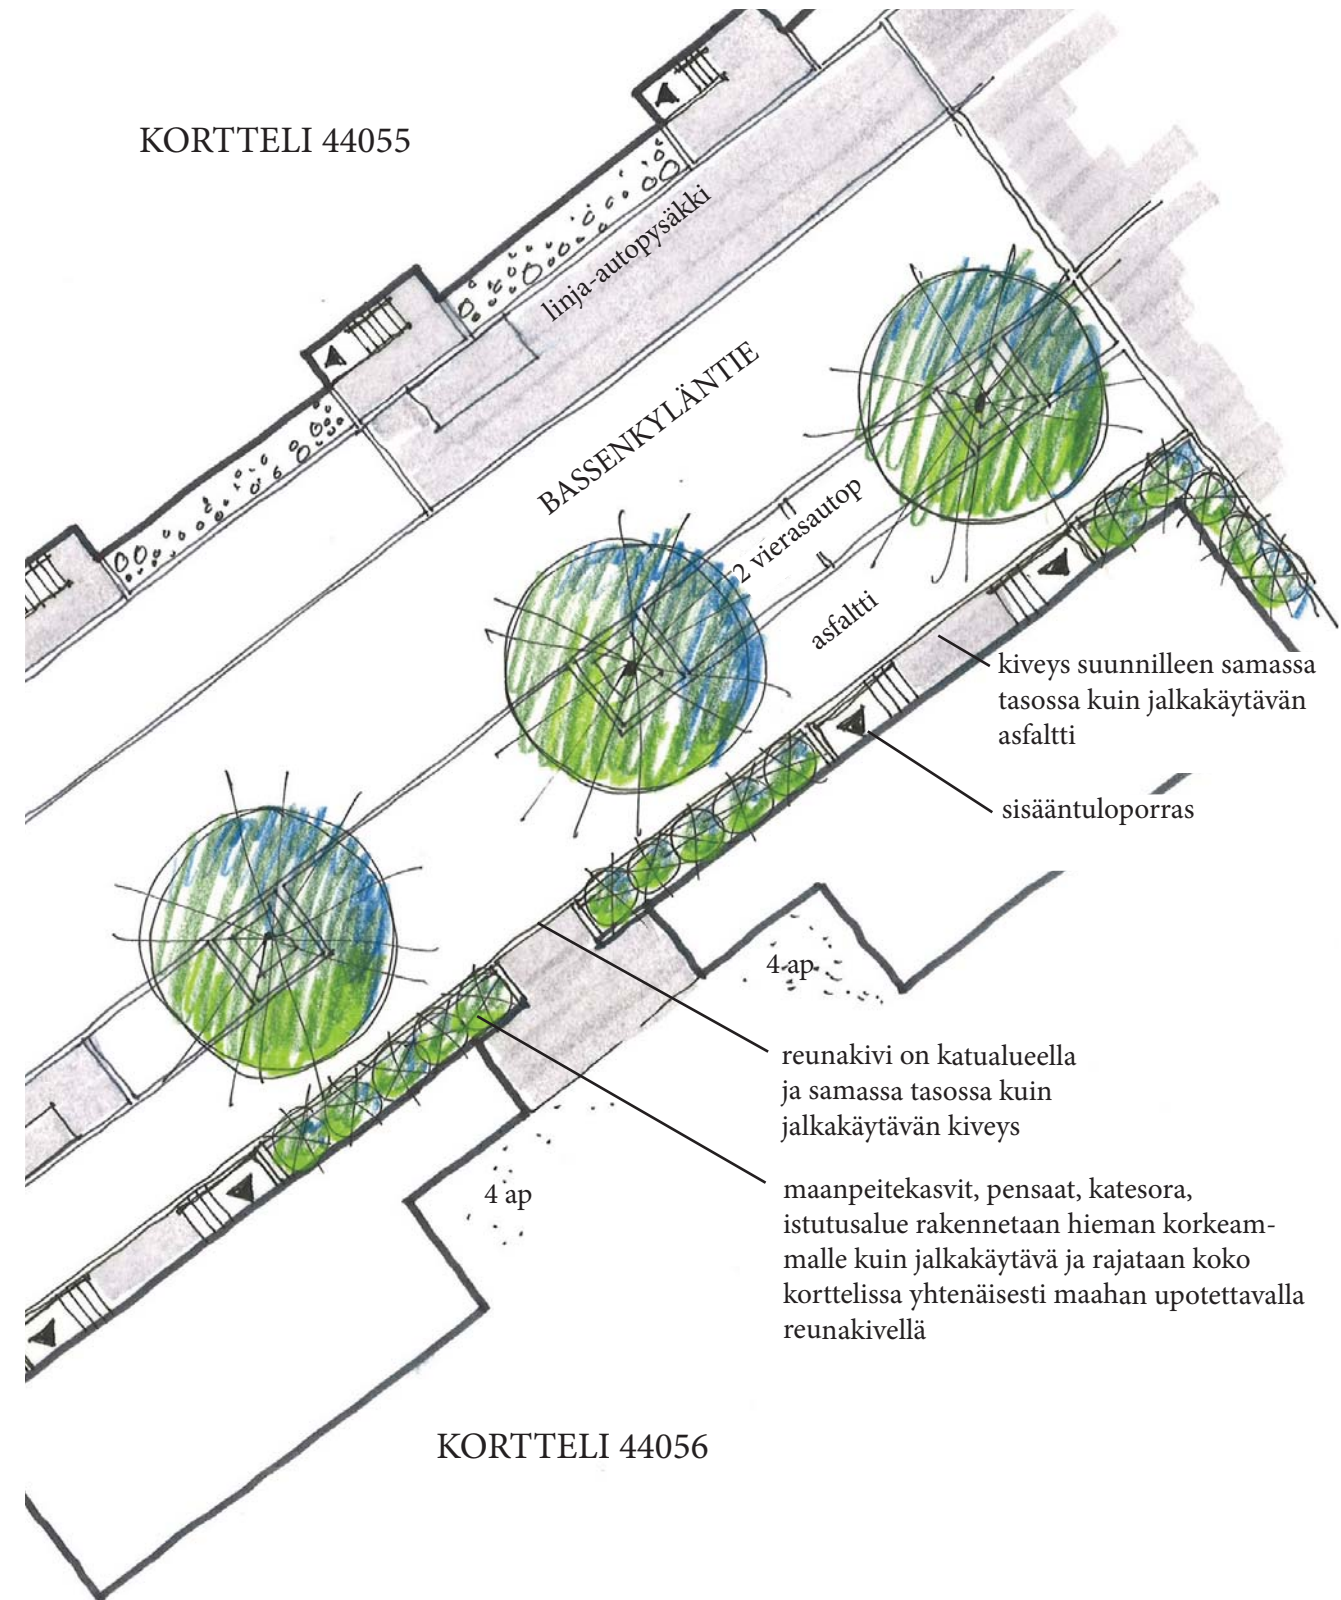 KORTTELI 44055
linja-autopysäkki
BASSENKYLÄNTIE
2 vierasautop
asfaltti
kiveys suunnilleen samassa
tasossa kuin jalkakäytävän
asfaltti
sisääntuloporras
4 ap
reunakivi on katualueella
ja samassa tasossa kuin
jalkakäytävän kiveys
4 ap
maanpeitekasvit, pensaat, katesora,
istutusalue rakennetaan hieman korkeam-
malle kuin jalkakäytävä ja rajataan koko
korttelissa yhtenäisesti maahan upotettavalla
reunakivellä
KORTTELI 44056